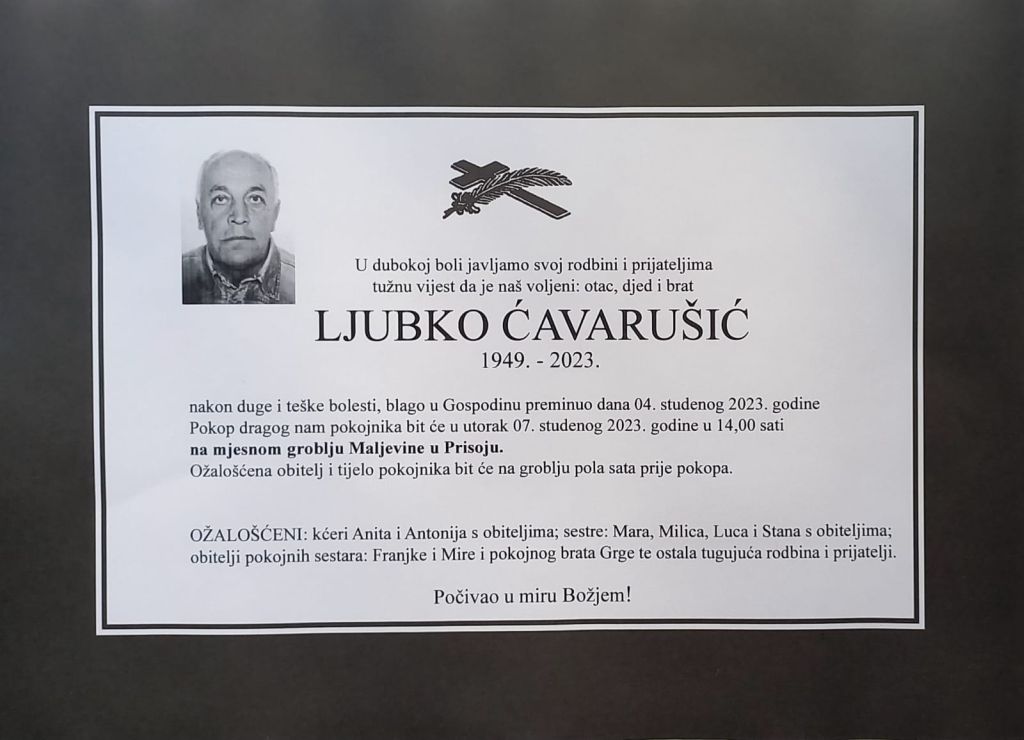 U dubokoj boli javljamo svoj rodbini i prijateljima
tužnu vijest da je naš voljeni: otac, djed i brat
LJUBKO ĆAVARUŠIĆ
1949. - 2023.
nakon duge i teške bolesti, blago u Gospodinu preminuo dana 04. studenog 2023. godine
Pokop dragog nam pokojnika bit će u utorak 07. studenog 2023. godine u 14,00 sati
na mjesnom groblju Maljevine u Prisoju.
Ožalošćena obitelj i tijelo pokojnika bit će na groblju pola sata prije pokopa.
OŽALOŠĆENI: kćeri Anita i Antonija s obiteljima; sestre: Mara, Milica, Luca i Stana s obiteljima;
obitelji pokojnih sestara: Franjke i Mire i pokojnog brata Grge te ostala tugujuća rodbina i prijatelji.
Počivao u miru Božjem!